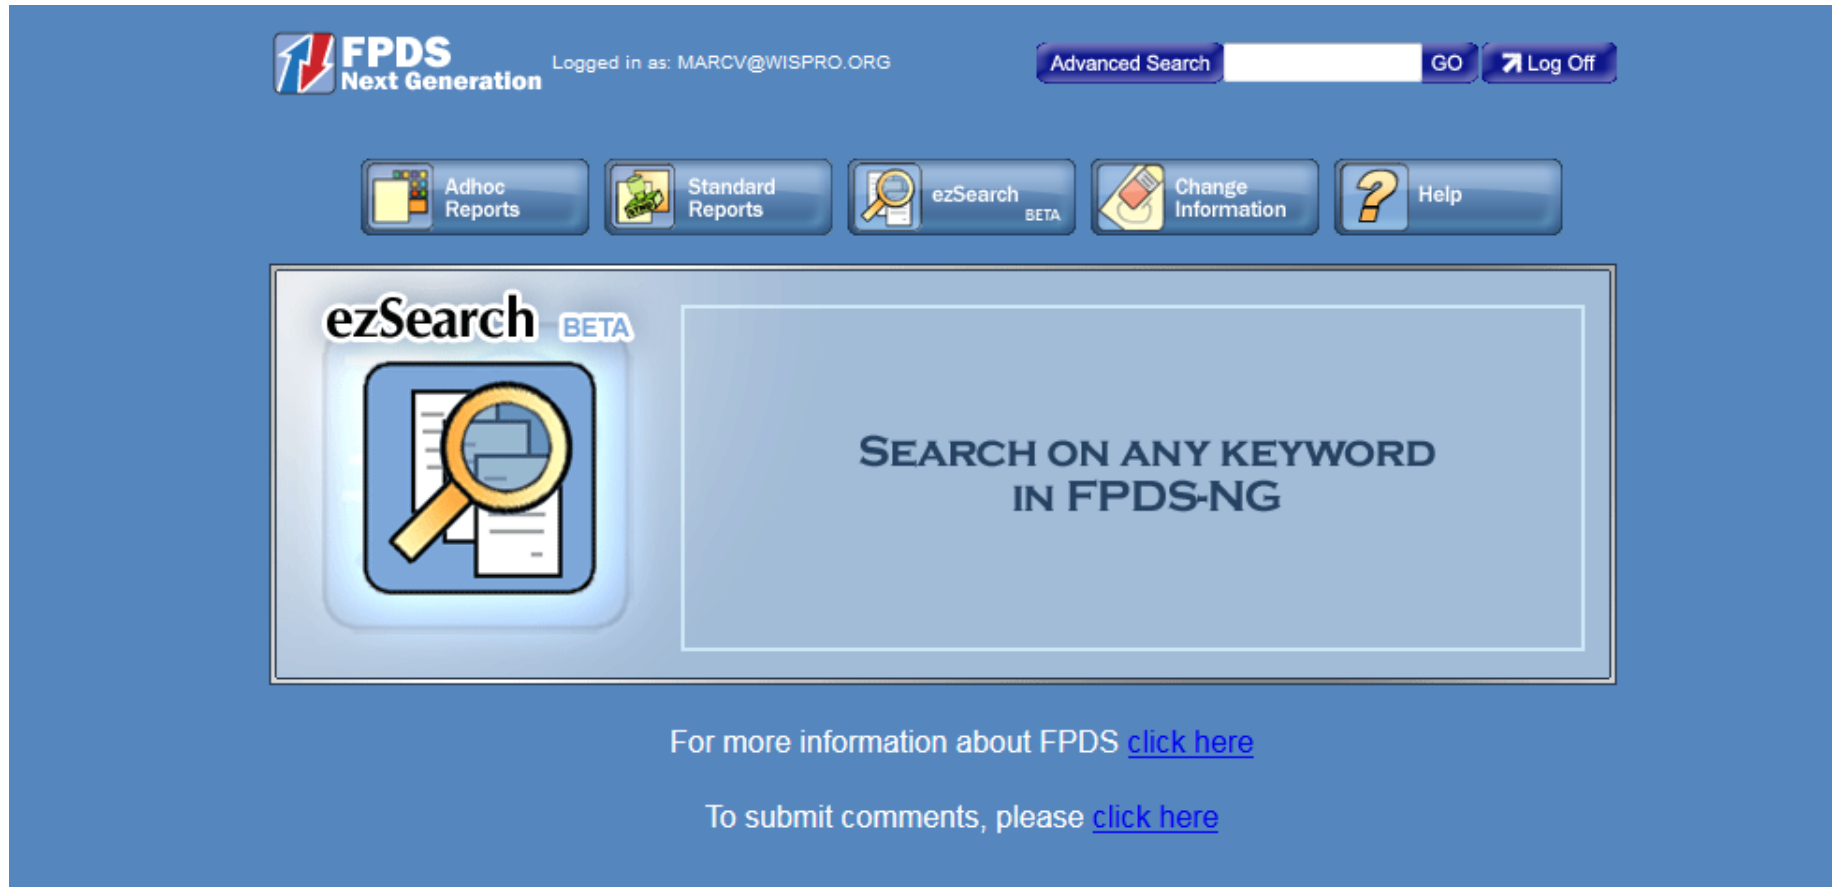 FPDS
Next Generation
Logged in as: MARCV@WISPRO.ORG
Advanced Search
GO
Log Off
Adhoc
Reports
Standard
Reports
ezSearch
BETA
Change
Information
Help
ezSearch BETA
SEARCH ON ANY KEYWORD
IN FPDS-NG
For more information about FPDS click here
To submit comments, please click here